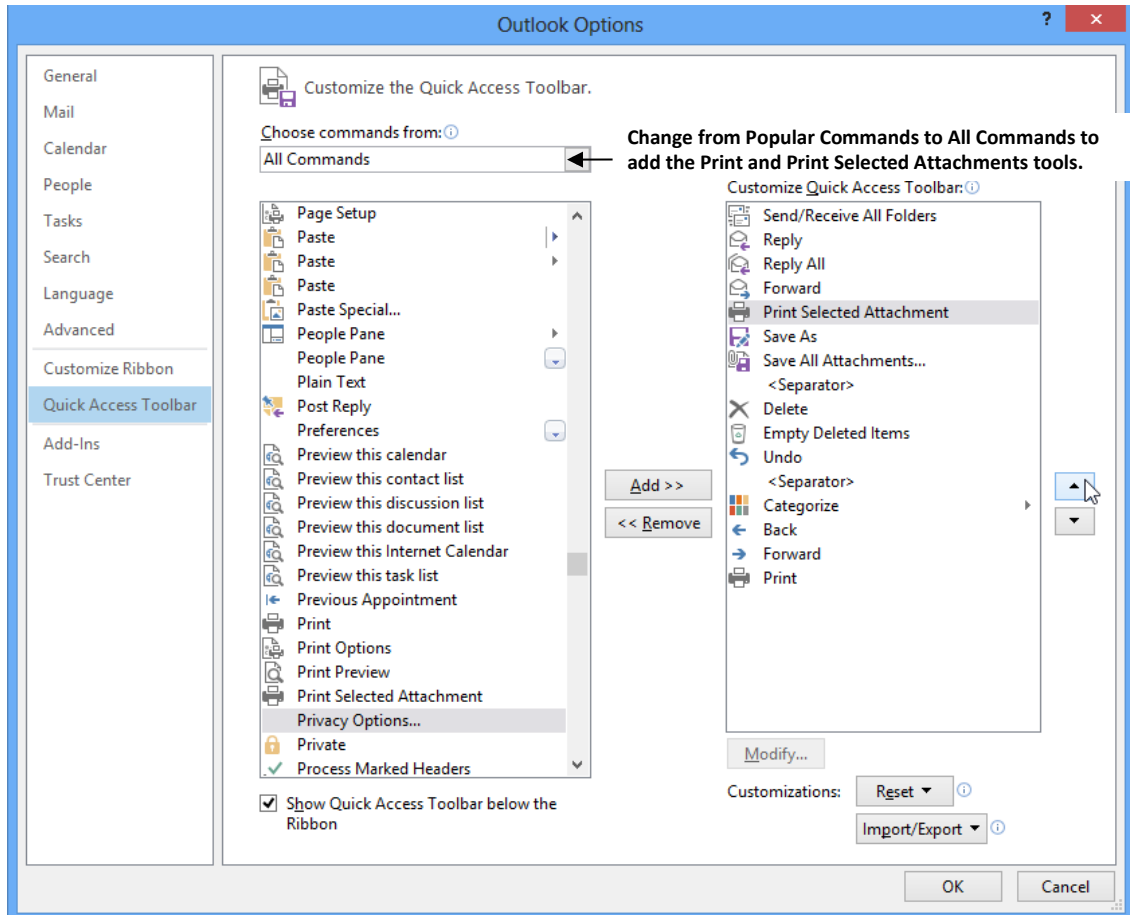 Outlook Options
?
×
General
Mail
Calendar
People
Tasks
Search
Language
Advanced
Customize Ribbon
Quick Access Toolbar
Add-Ins
Trust Center
Customize the Quick Access Toolbar.
Choose commands from:
All Commands
Change from Popular Commands to All Commands to
add the Print and Print Selected Attachments tools.
Page Setup
Paste
Paste
Paste
Paste Special...
People Pane
People Pane
Plain Text
Post Reply
Preferences
Preview this calendar
Preview this contact list
Preview this discussion list
Preview this document list
Preview this Internet Calendar
Preview this task list
Previous Appointment
Print
Print Options
Print Preview
Print Selected Attachment
Privacy Options...
Private
Process Marked Headers
Show Quick Access Toolbar below the
Ribbon
Add >>
<< Remove
Customize Quick Access Toolbar:
Send/Receive All Folders
Reply
Reply All
Forward
Print Selected Attachment
Save As
Save All Attachments...
<Separator>
Delete
Empty Deleted Items
Undo
<Separator>
Categorize
Back
Forward
Print
Modify...
Customizations:
Reset
Import/Export
OK
Cancel